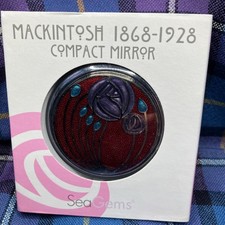 MACKINTOSH 1868-1928
COMPACT MIRROR
SeaGems